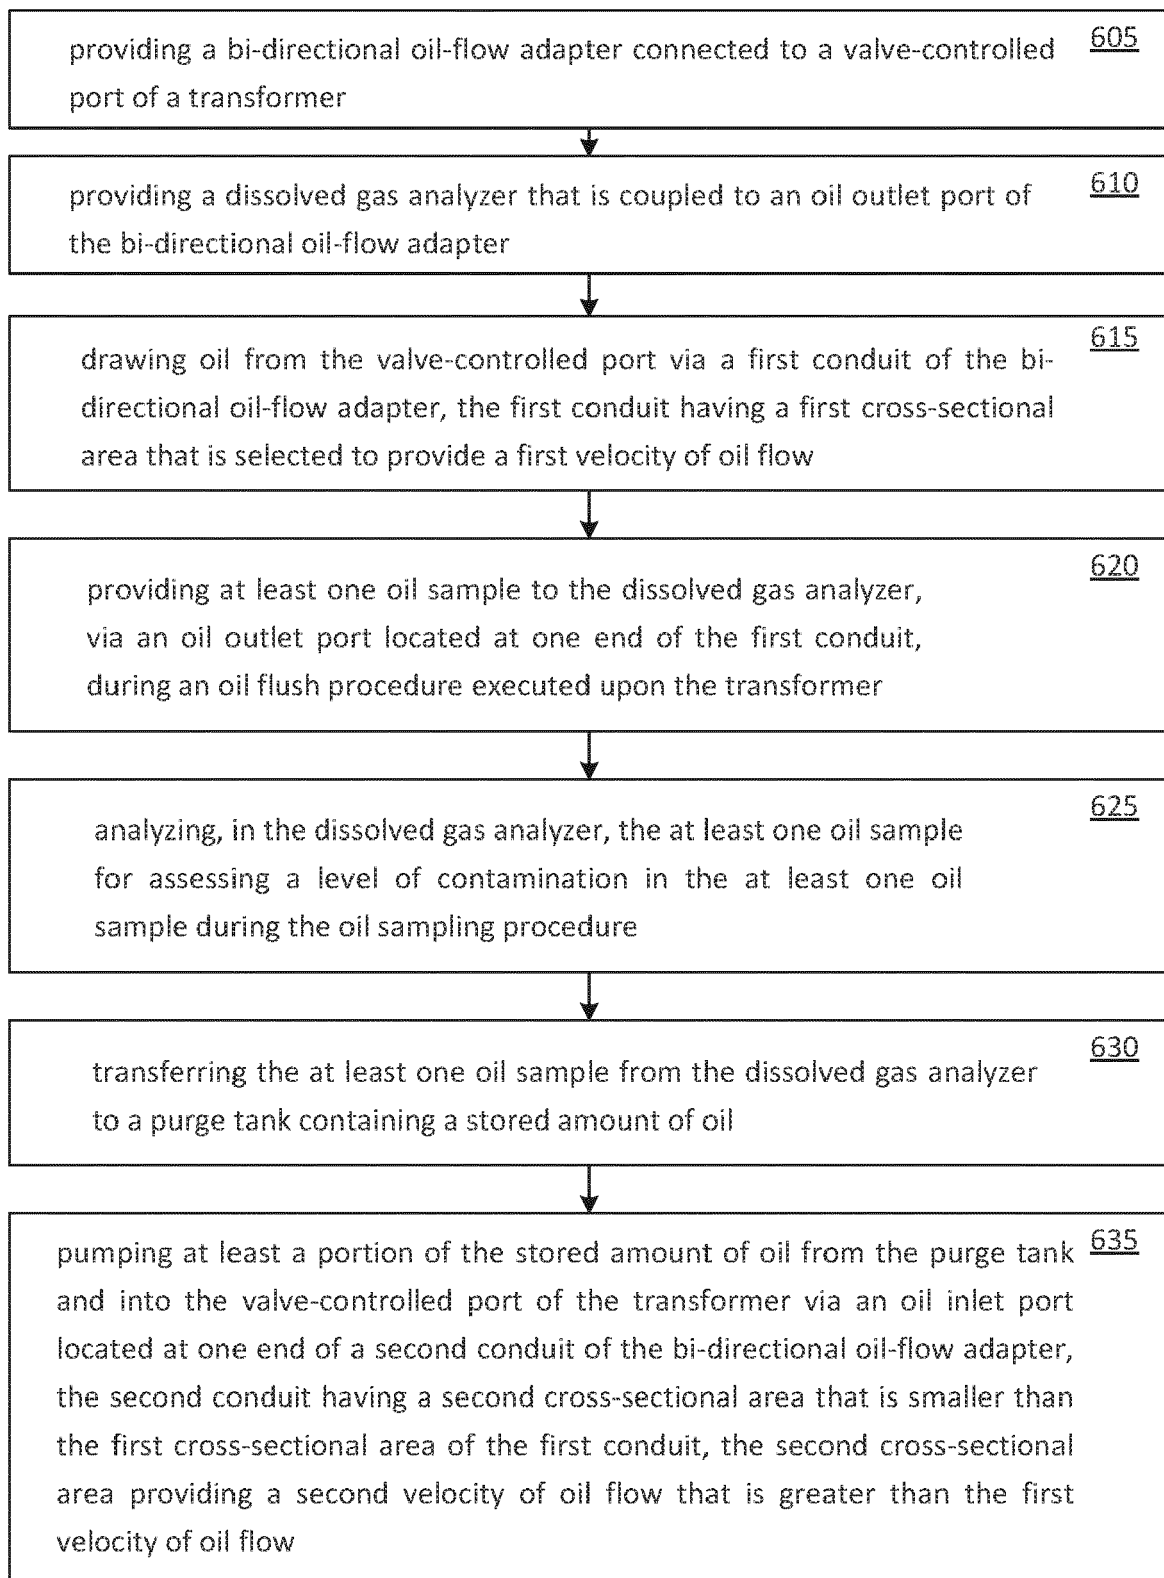 605
providing a bi-directional oil-flow adapter connected to a valve-controlled
port of a transformer
610
providing a dissolved gas analyzer that is coupled to an oil outlet port of
the bi-directional oil-flow adapter
615
drawing oil from the valve-controlled port via a first conduit of the bi-
directional oil-flow adapter, the first conduit having a first cross-sectional
area that is selected to provide a first velocity of oil flow
620
providing at least one oil sample to the dissolved gas analyzer,
via an oil outlet port located at one end of the first conduit,
during an oil flush procedure executed upon the transformer
625
analyzing, in the dissolved gas analyzer, the at least one oil sample
for assessing a level of contamination in the at least one oil
sample during the oil sampling procedure
630
transferring the at least one oil sample from the dissolved gas analyzer
to a purge tank containing a stored amount of oil
635
pumping at least a portion of the stored amount of oil from the purge tank
and into the valve-controlled port of the transformer via an oil inlet port
located at one end of a second conduit of the bi-directional oil-flow adapter,
the second conduit having a second cross-sectional area that is smaller than
the first cross-sectional area of the first conduit, the second cross-sectional
area providing a second velocity of oil flow that is greater than the first
velocity of oil flow